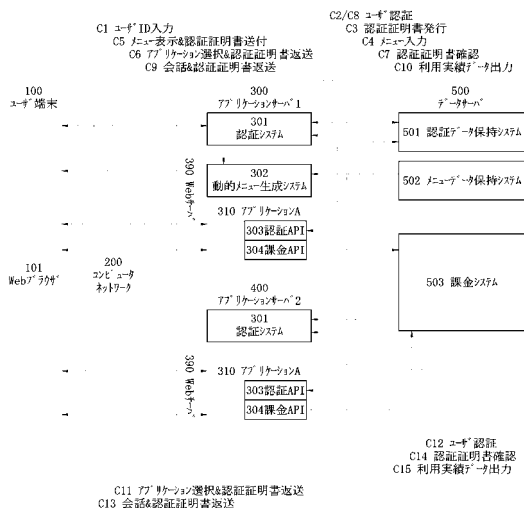 C1 ユーザID入力
C5 メニュー表示&認証証明書送付
C6 アプリケーション選択&認証証明書返送
C9 会話&認証証明書返送
C2/C8 ユーザ認証
C3 認証証明書発行
C4 メニュー入力
C7 認証証明書確認
C10 利用実績データ出力
100
ユーザ端末
300
アプリケーションサーバ1
500
データサーバ
301
認証システム
501 認証データ保持システム
302
動的メニュー生成システム
502 メニューデータ保持システム
390 Webサーバ
310 アプリケーションA
303認証API
304課金API
101
Webブラウザ
200
コンピュータ
ネットワーク
503 課金システム
400
アプリケーションサーバ2
301
認証システム
390 Webサーバ
310 アプリケーションA
303認証API
304課金API
C12 ユーザ認証
C14 認証証明書確認
C15 利用実績データ出力
C11 アプリケーション選択&認証証明書返送
C13 会話&認証証明書返送